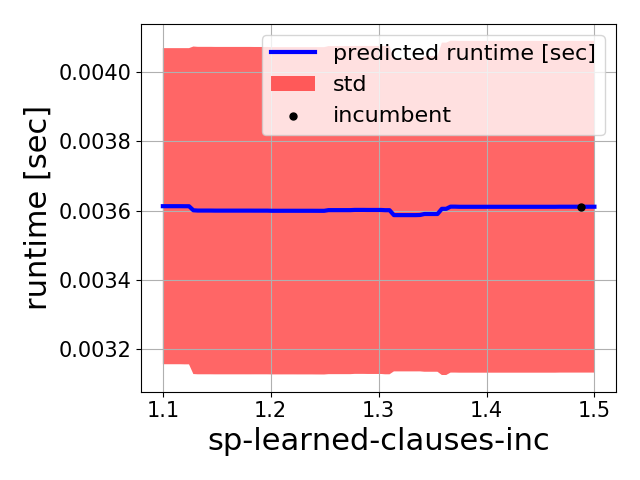 predicted runtime [sec]
std
incumbent
0.0040
0.0038
0.0036
0.0034
0.0032
runtime [sec]
1.1 1.2 1.3 1.4 1.5
sp-learned-clauses-inc